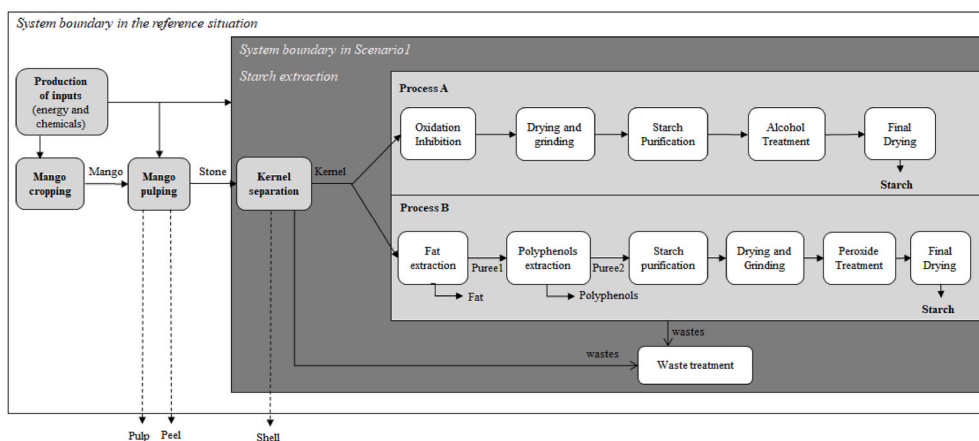 System boundary in the reference situation
System boundary in Scenario1
Starch extraction
Production
of inputs
(energy and
chemicals)
Mango
cropping
Mango
Mango
pulping
Stone
Kernel
separation
Kernel
Process A
Oxidation
Inhibition
Drying and
grinding
Starch
Purification
Alcohol
Treatment
Final
Drying
Starch
Process B
Fat
extraction
Puree1
Polyphenols
extraction
Puree2
Starch
purification
Drying and
Grinding
Peroxide
Treatment
Final
Drying
Fat
Polyphenols
Starch
wastes
wastes
Waste treatment
Pulp
Peel
Shell